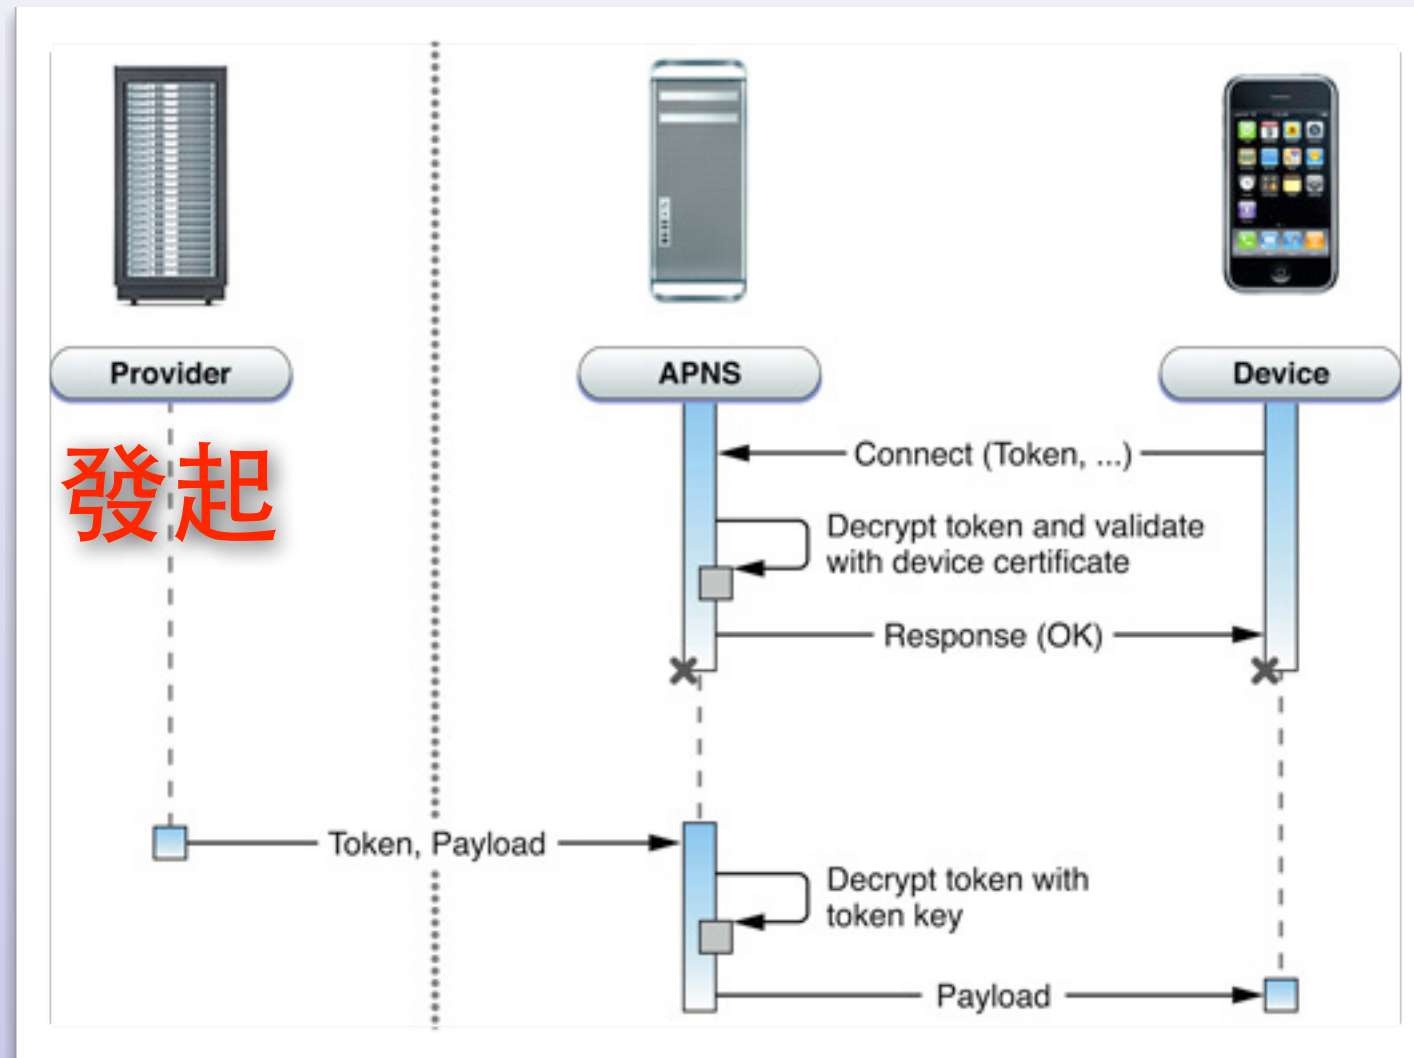 Provider
APNS
Device
發起
Connect (Token, ...)
Decrypt token and validate
with device certificate
Response (OK)
Token, Payload
Decrypt token with
token key
Payload